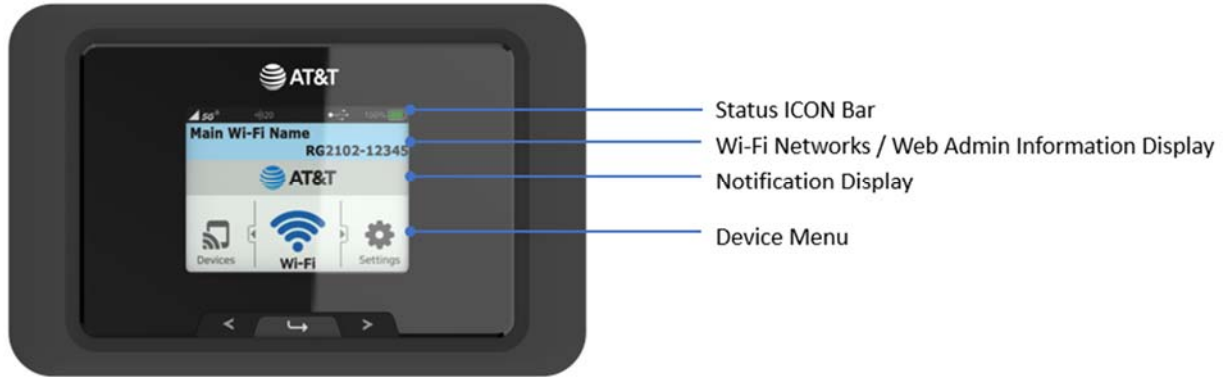 AT&T
5G+ 20 100%
Main Wi-Fi Name
RG2102-12345
AT&T
Devices Wi-Fi Settings
< >
Status ICON Bar
Wi-Fi Networks / Web Admin Information Display
Notification Display
Device Menu